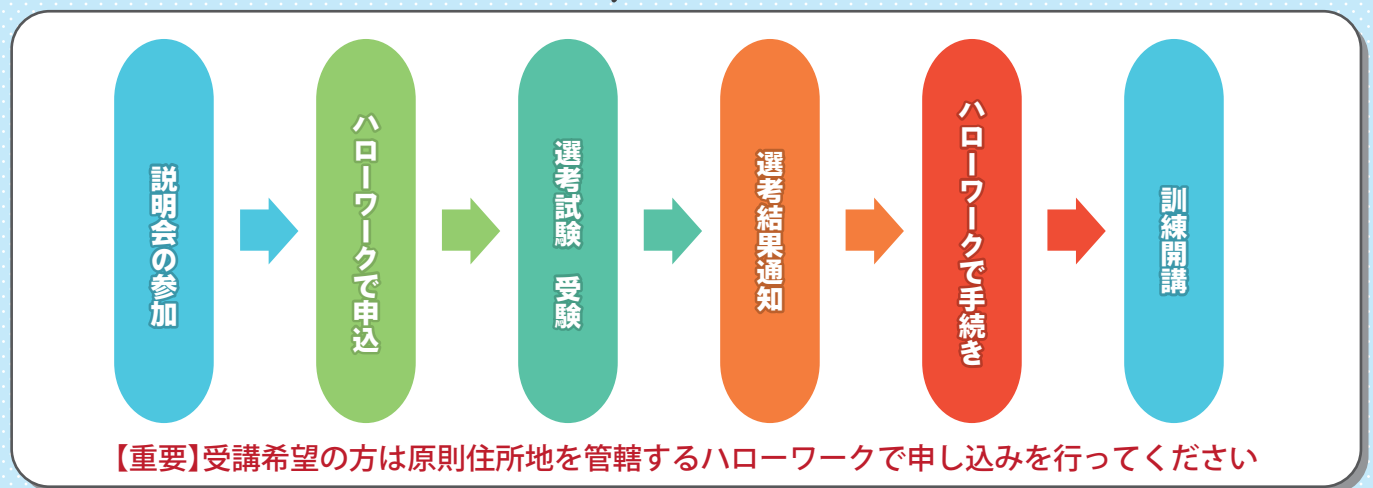 説明会の参加
ハローワークで申込
選考試験　受験
選考結果通知
ハローワークで手続き
訓練開講
【重要】受講希望の方は原則住所地を管轄するハローワークで申し込みを行ってください